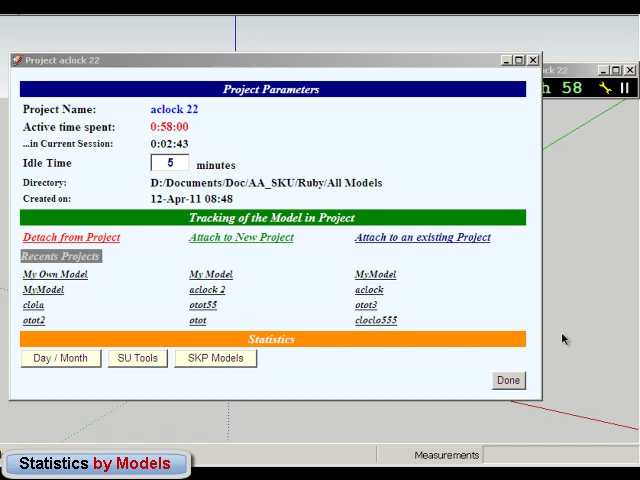 Project aclock 22
ck 22
h 58
Project Parameters
Project Name: aclock 22
Active time spent: 0:58:00
...in Current Session: 0:02:43
Idle Time 5 minutes
Directory: D:/Documents/Doc/AA_SKU/Ruby/All Models
Created on: 12-Apr-11 08:48
Tracking of the Model in Project
Detach from Project Attach to New Project Attach to an existing Project
Recents Projects
My Own Model My Model MyModel
MyModel aclock 2 aclock
clola otot55 otot3
otot2 otot cloclo555
Statistics
Day / Month SU Tools SKP Models
Done
Measurements
Statistics by Models